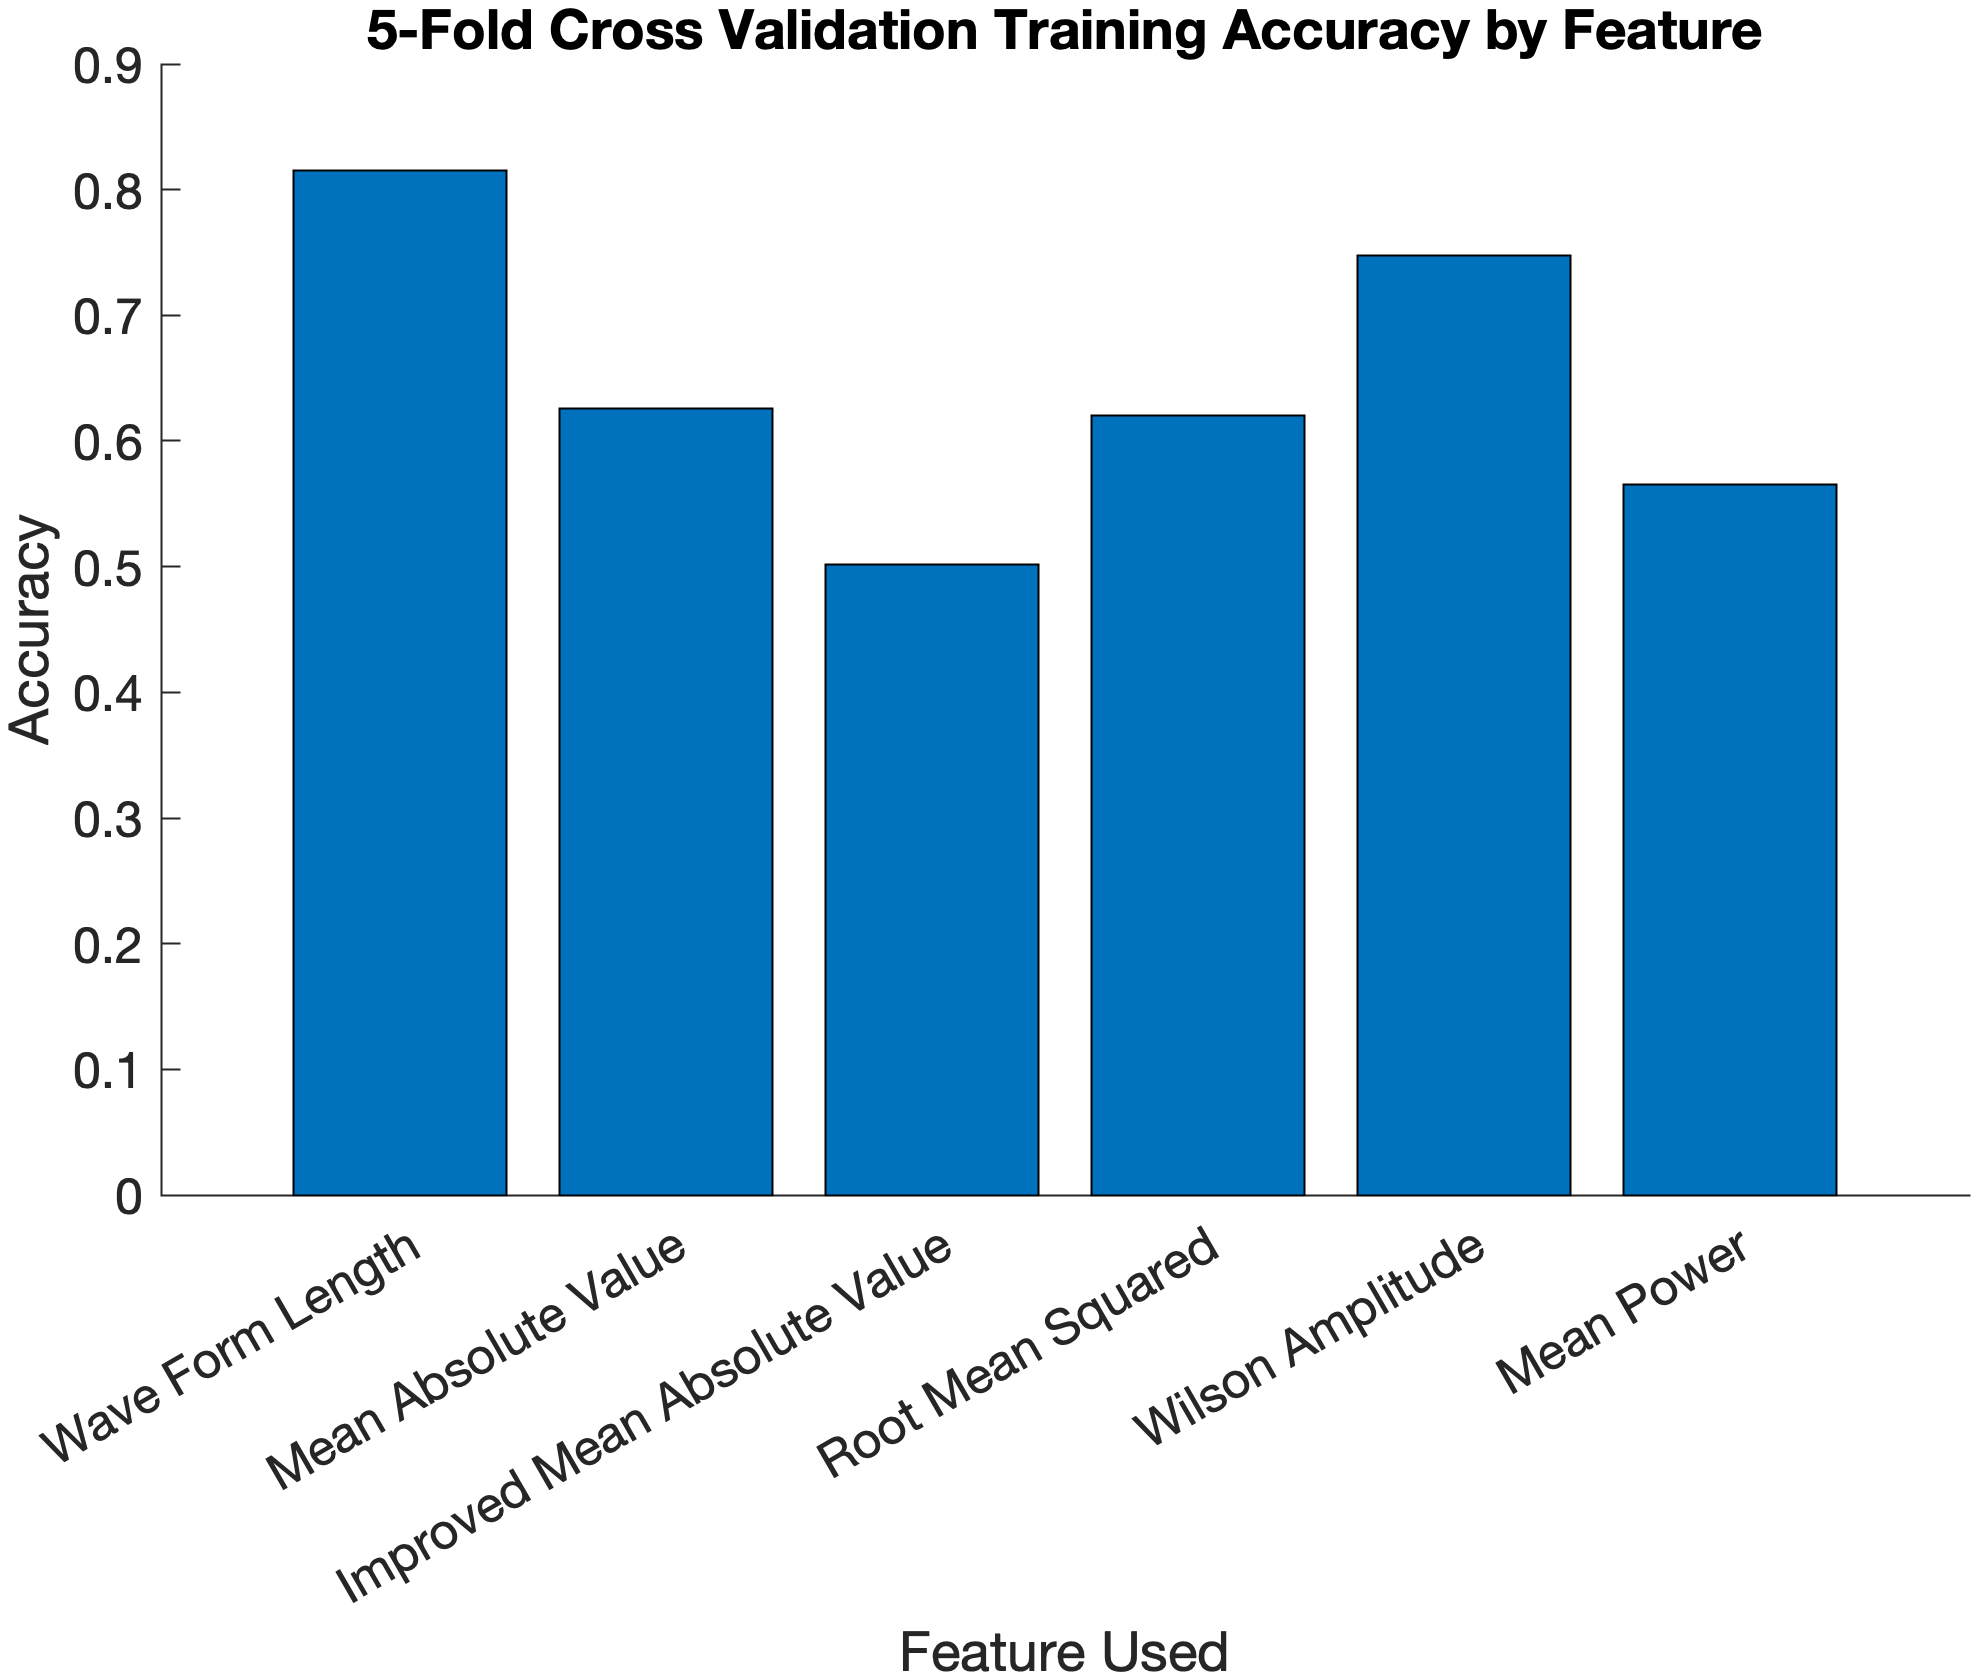 5-Fold Cross Validation Training Accuracy by Feature
0.9
0.8
0.7
0.6
0.5
0.4
0.3
0.2
0.1
0
Accuracy
Wave Form Length
Mean Absolute Value
Improved Mean Absolute Value
Root Mean Squared
Wilson Amplitude
Mean Power
Feature Used